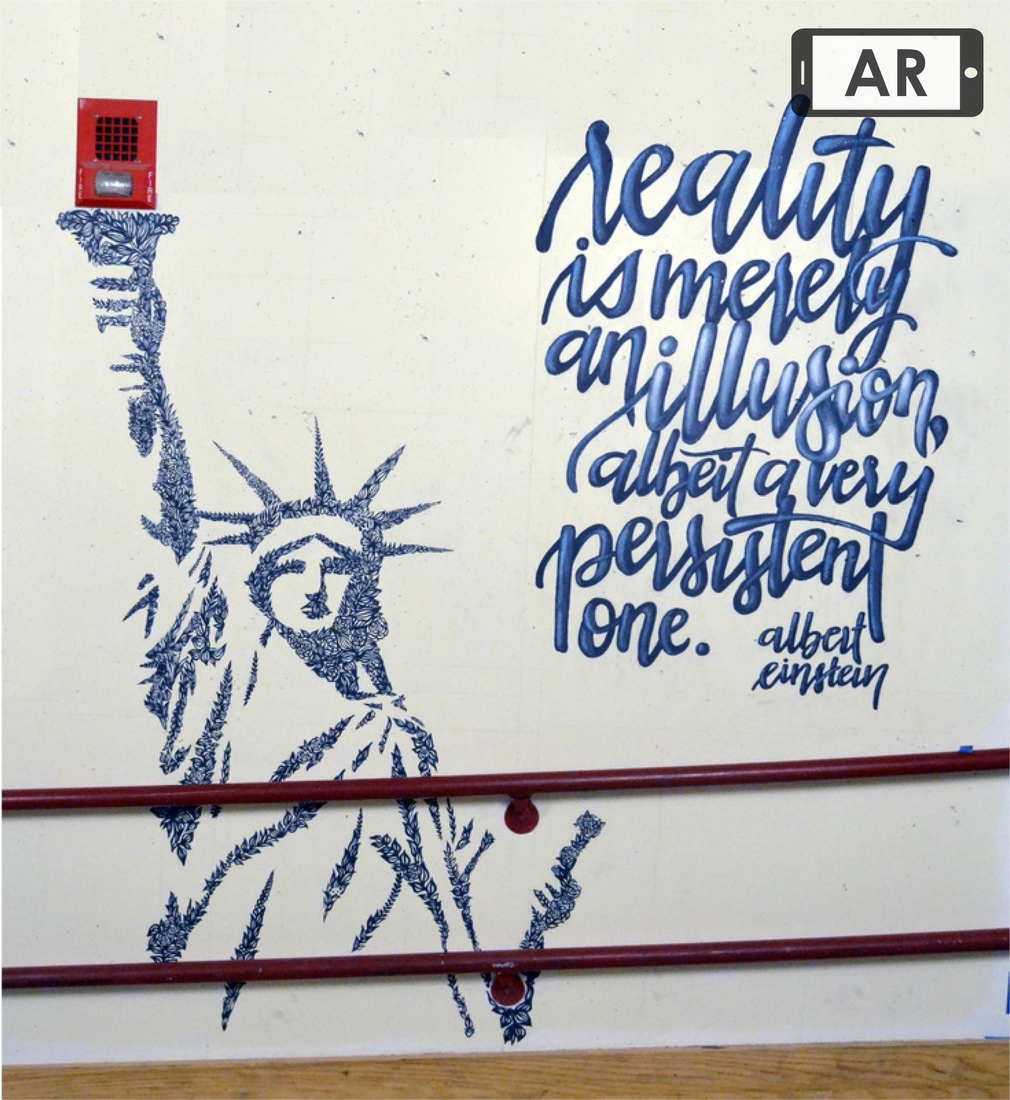 AR
FIRE
FIRE
reality
is merely
an illusion,
albeit a very
persistent
one.
albert
einstein